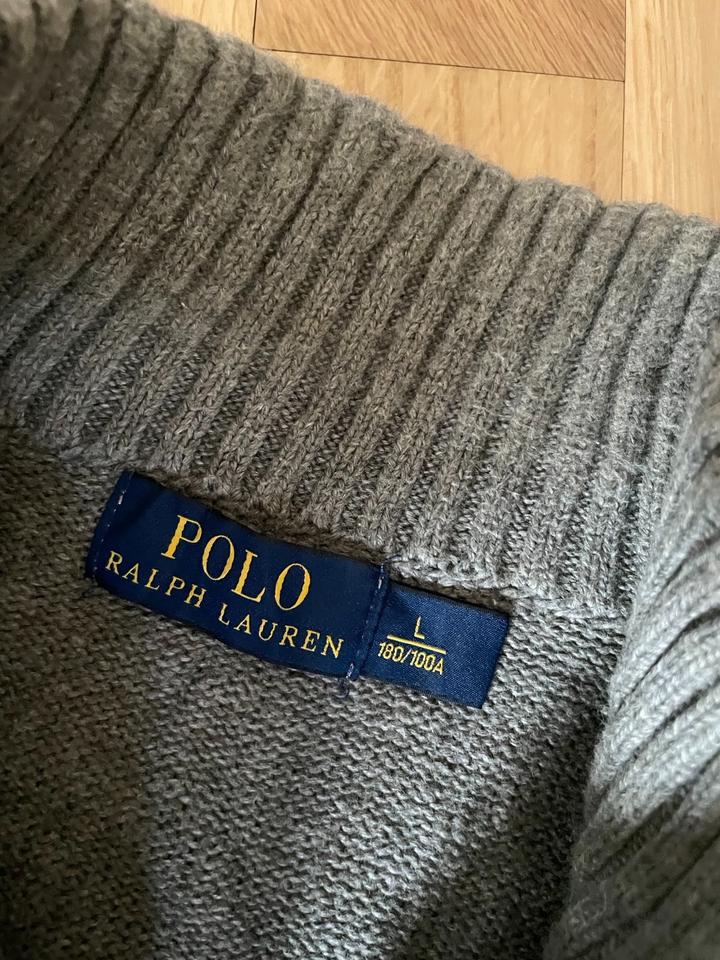 POLO
RALPH LAUREN
L
180/100A